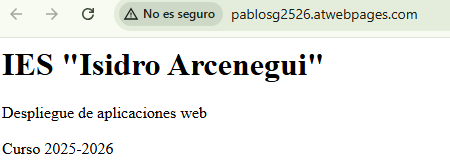 No es seguro pablosg2526.atwebpages.com
IES "Isidro Arcenegui"
Despliegue de aplicaciones web
Curso 2025-2026